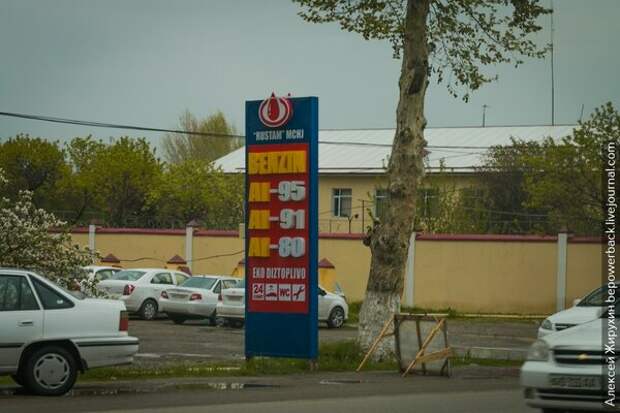 "RUSTAM" MCHJ
BENZIN
AI-95
AI-91
AI-80
EKO DIZTOPLIVO
24 WC
Алексей Жирухин bepowerback.livejournal.com